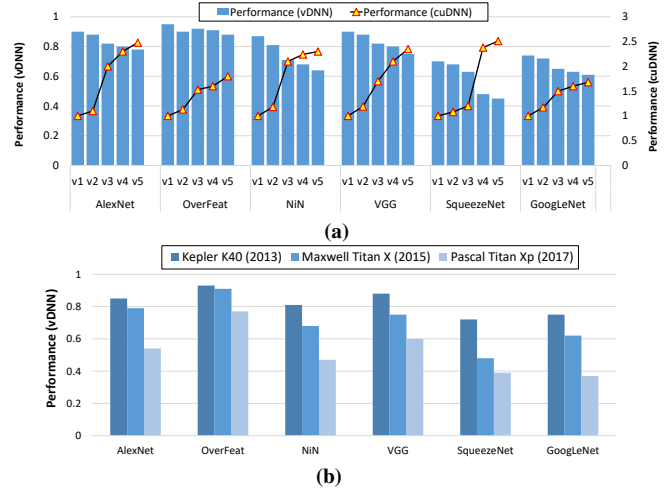 Performance (vDNN) Performance (cuDNN)
1 3
0.8 2.5
0.6 2
0.4 1.5
0.2 1
0 0.5
0
Performance (vDNN)
Performance (cuDNN)
v1 v2 v3 v4 v5 v1 v2 v3 v4 v5 v1 v2 v3 v4 v5 v1 v2 v3 v4 v5 v1 v2 v3 v4 v5 v1 v2 v3 v4 v5
AlexNet OverFeat NiN VGG SqueezeNet GoogLeNet
(a)
Kepler K40 (2013) Maxwell Titan X (2015) Pascal Titan Xp (2017)
1
0.8
0.6
0.4
0.2
0
Performance (vDNN)
AlexNet OverFeat NiN VGG SqueezeNet GoogLeNet
(b)